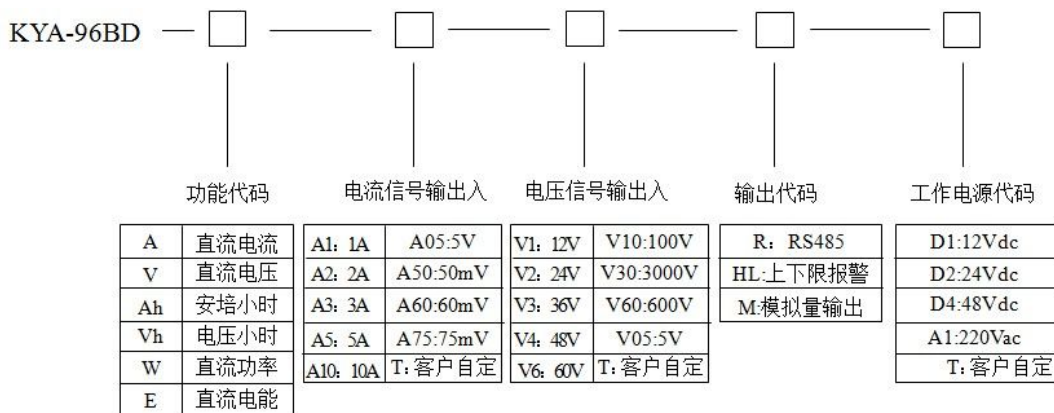 KYA-96BD
功能代码 电流信号输出入 电压信号输出入 输出代码 工作电源代码
A 直流电流 A1: 1A A05:5V V1: 12V V10:100V R: RS485 D1:12Vdc
V 直流电压 A2: 2A A50:50mV V2: 24V V30:3000V HL:上下限报警 D2:24Vdc
Ah 安培小时 A3: 3A A60:60mV V3: 36V V60:600V M:模拟量输出 D4:48Vdc
Vh 电压小时 A5: 5A A75:75mV V4: 48V V05:5V A1:220Vac
W 直流功率 A10: 10A T:客户自定 V6: 60V T:客户自定 T:客户自定
E 直流电能